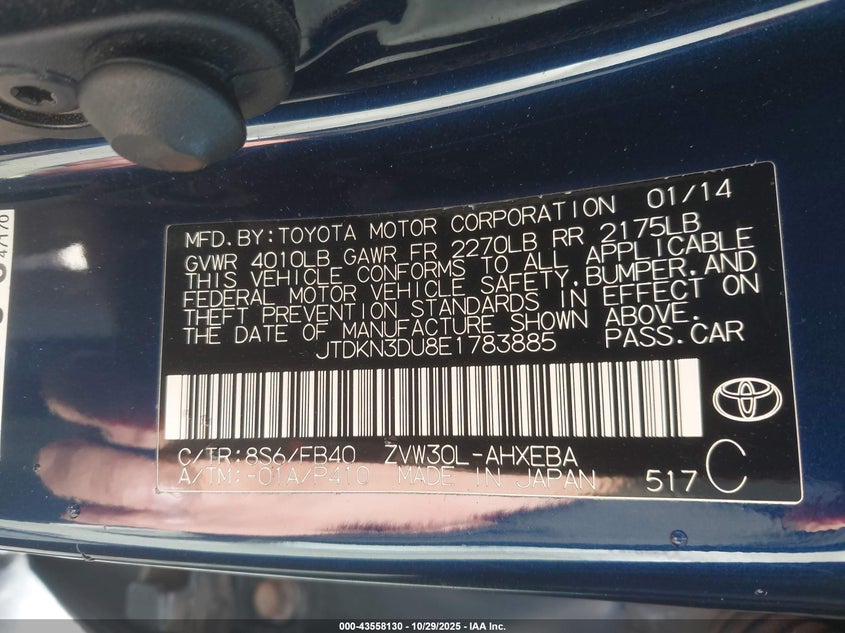 MFD.BY:TOYOTA MOTOR CORPORATION 01/14
GVWR 4010LB GAWR FR 2270LB RR 2175LB
THIS VEHICLE CONFORMS TO ALL APPLICABLE
FEDERAL MOTOR VEHICLE SAFETY,BUMPER,AND
THEFT PREVENTION STANDARDS IN EFFECT ON
THE DATE OF MANUFACTURE SHOWN ABOVE.
JTDKN3DU8E1783885 PASS.CAR
C/TR:8S6/FB40 ZVW30L-AHXEBA
A/TM:-01A/P410 MADE IN JAPAN 517 C
000-43558130 - 10/29/2025 - IAA Inc.